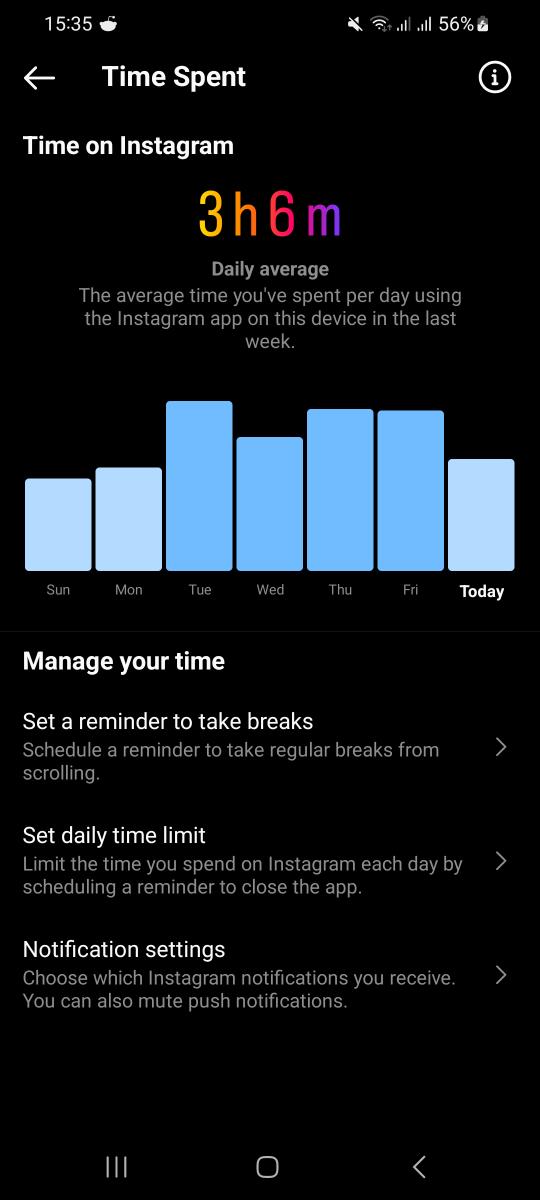 15:35
56%
Time Spent
Time on Instagram
3h6m
Daily average
The average time you've spent per day using
the Instagram app on this device in the last
week.
Sun Mon Tue Wed Thu Fri Today
Manage your time
Set a reminder to take breaks
Schedule a reminder to take regular breaks from
scrolling.
Set daily time limit
Limit the time you spend on Instagram each day by
scheduling a reminder to close the app.
Notification settings
Choose which Instagram notifications you receive.
You can also mute push notifications.